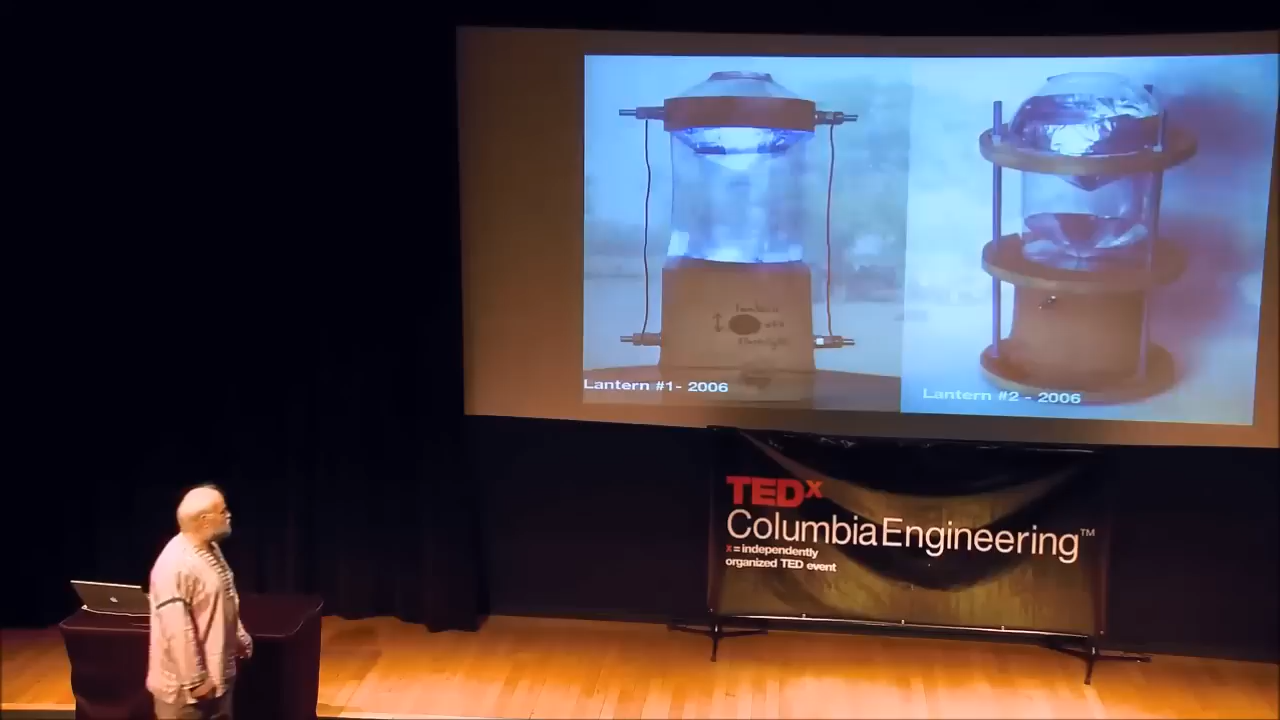 Lantern #1- 2006
Lantern #2 - 2006
TEDx
ColumbiaEngineering™
x = independently
organized TED event